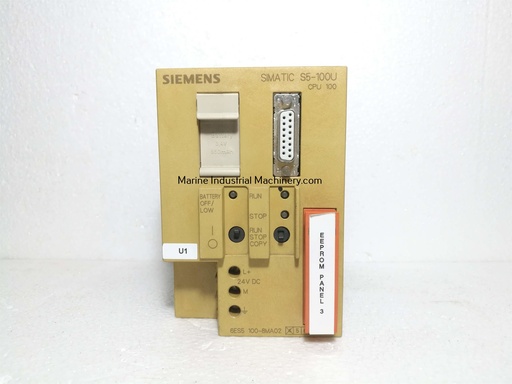 SIEMENS
SIMATIC S5-100U
CPU 100
Marine Industrial Machinery.com
BATTERY
OFF/
LOW
RUN
STOP
RUN
STOP
COPY
U1
EEPROM PANEL 3
L+
24V DC
M
6ES5 100-8MA02